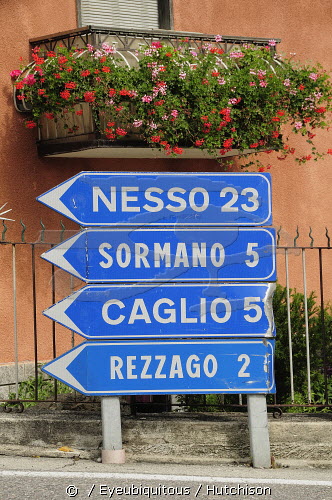 NESSO 23
SORMANO 5
CAGLIO 5
REZZAGO 2
© / Eyeubiquitous / Hutchison